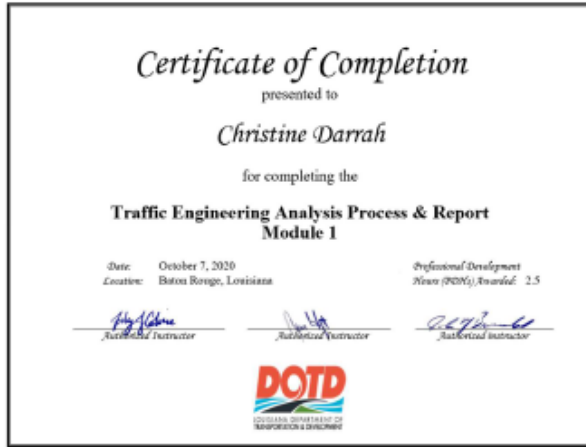 Certificate of Completion
presented to
Christine Darrah
for completing the
Traffic Engineering Analysis Process & Report
Module 1
Date: October 7, 2020
Location: Baton Rouge, Louisiana
Professional Development
Hours (PDHs) Awarded: 2.5
Authorized Instructor
Authorized Instructor
Authorized Instructor
DOTD
LOUISIANA DEPARTMENT OF
TRANSPORTATION & DEVELOPMENT